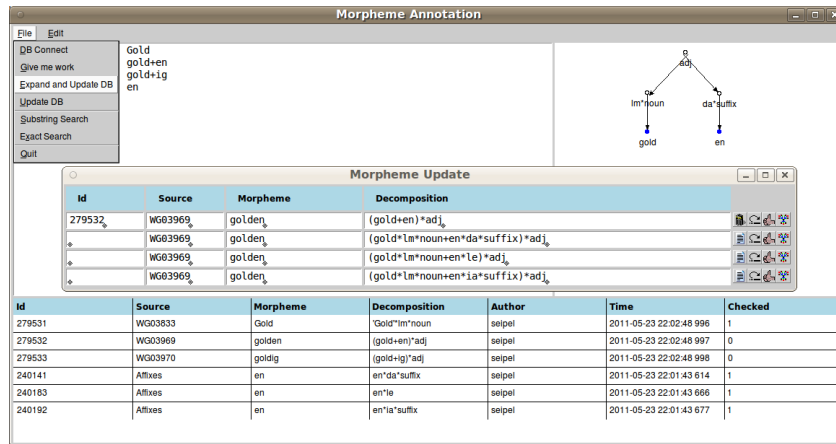 Morpheme Annotation
File Edit
DB Connect
Give me work
Expand and Update DB
Update DB
Substring Search
Exact Search
Quit
Gold
gold+en
gold+ig
en
adj
lm*noun da*suffix
gold en
Morpheme Update
Id Source Morpheme Decomposition
279532 WG03969 golden (gold+en)*adj
WG03969 golden (gold*lm*noun+en*da*suffix)*adj
WG03969 golden (gold*lm*noun+en*le)*adj
WG03969 golden (gold*lm*noun+en*ia*suffix)*adj
Id Source Morpheme Decomposition Author Time Checked
279531 WG03833 Gold 'Gold'*lm*noun seipel 2011-05-23 22:02:48 996 1
279532 WG03969 golden (gold+en)*adj seipel 2011-05-23 22:02:48 997 0
279533 WG03970 goldig (gold+ig)*adj seipel 2011-05-23 22:02:48 998 0
240141 Affixes en en*da*suffix seipel 2011-05-23 22:01:43 614 1
240183 Affixes en en*le seipel 2011-05-23 22:01:43 666 1
240192 Affixes en en*ia*suffix seipel 2011-05-23 22:01:43 677 1